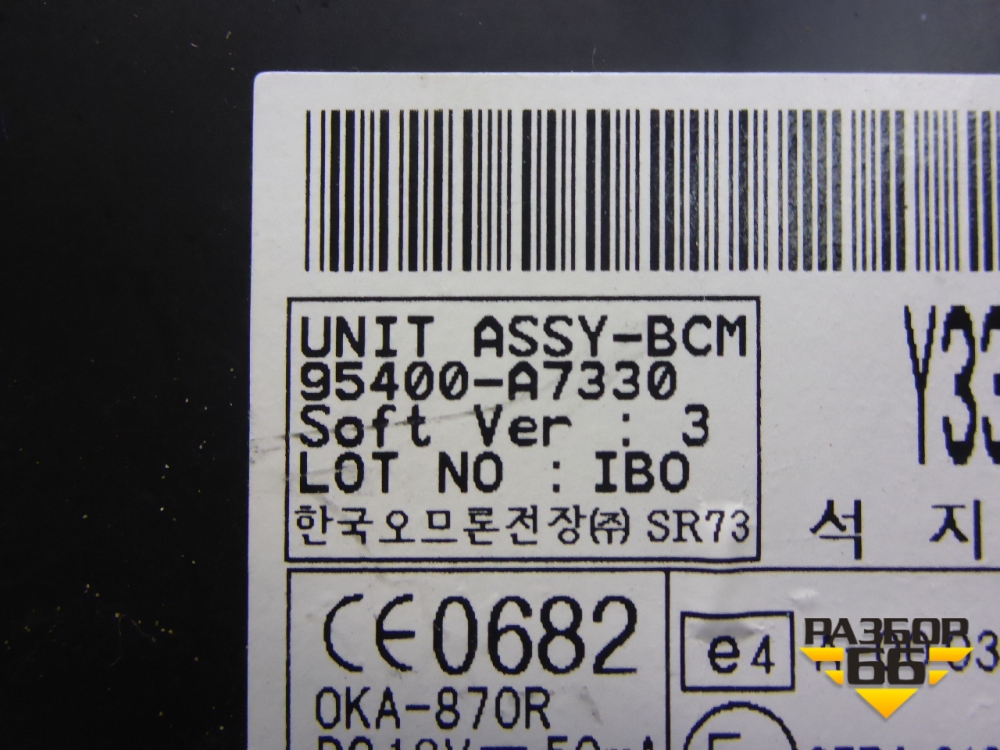 UNIT ASSY-BCM
95400-A7330
Soft Ver : 3
LOT NO : IBO
한국오므론전장㈜ SR73
Y33
석 지
CE0682
OKA-870R
e4
РАЗБОР
66